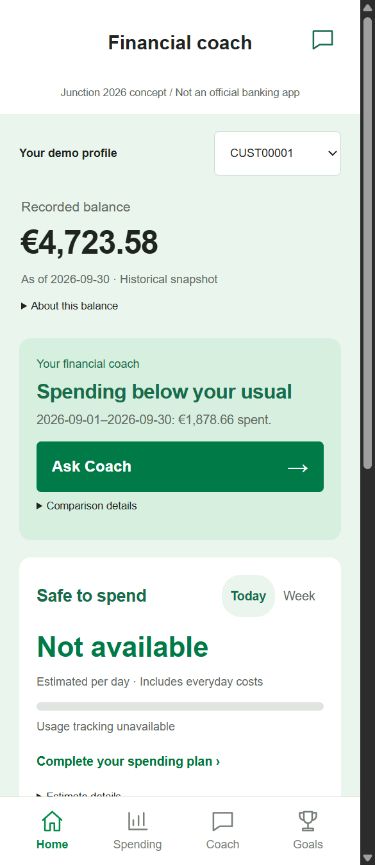 Financial coach
Junction 2026 concept / Not an official banking app
Your demo profile
CUST00001
Recorded balance
€4,723.58
As of 2026-09-30 · Historical snapshot
About this balance
Your financial coach
Spending below your usual
2026-09-01–2026-09-30: €1,878.66 spent.
Ask Coach →
Comparison details
Safe to spend
Today Week
Not available
Estimated per day · Includes everyday costs
Usage tracking unavailable
Complete your spending plan ›
Estimate details
Home Spending Coach Goals